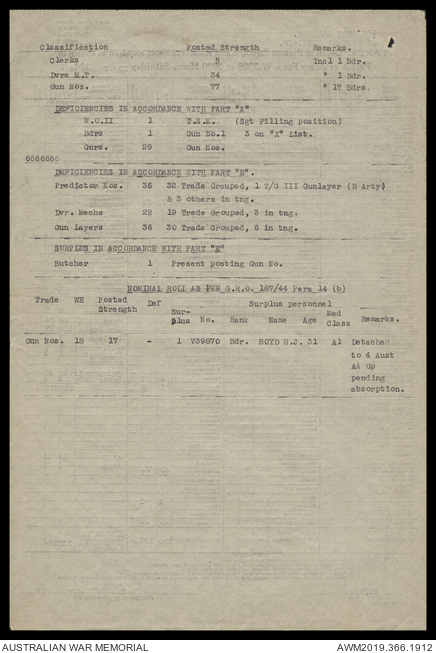 Classification Posted Strength Remarks.
Clerks 5 Incl 1 Bdr.
Dvrs M.T. 34 " 1 Bdr.
Gun Nos. 77 " 17 Bdrs.
DEFICIENCIES IN ACCORDANCE WITH PART "A"
W.O.II 1 T.S.M. (Sgt Filling position)
Bdrs 1 Gun No.1 3 on "X" List.
Gnrs. 29 Gun Nos.
6666666
DEFICIENCIES IN ACCORDANCE WITH PART "E".
Predictor Nos. 36 32 Trade Grouped, 1 T/G III Gunlayer (H Arty)
& 3 others in tng.
Dvr. Mechs 22 19 Trade Grouped, 3 in tng.
Gun Layers 36 30 Trade Grouped, 6 in tng.
SURPLUS IN ACCORDANCE WITH PART "E"
Butcher 1 Present posting Gun No.
NOMINAL ROLL AS PER G.R.O. 187/44 Para 14 (b)
Trade WE Posted Strength Def Surplus personnel
Sur-plus No. Rank Name Age Med Class Remarks.
Gun Nos. 18 17 - 1 V39870 Bdr. BOYD H.J. 31 A1 Detached
to 4 Aust
AA Gp
pending
absorption.
AUSTRALIAN WAR MEMORIAL AWM2019.366.1912